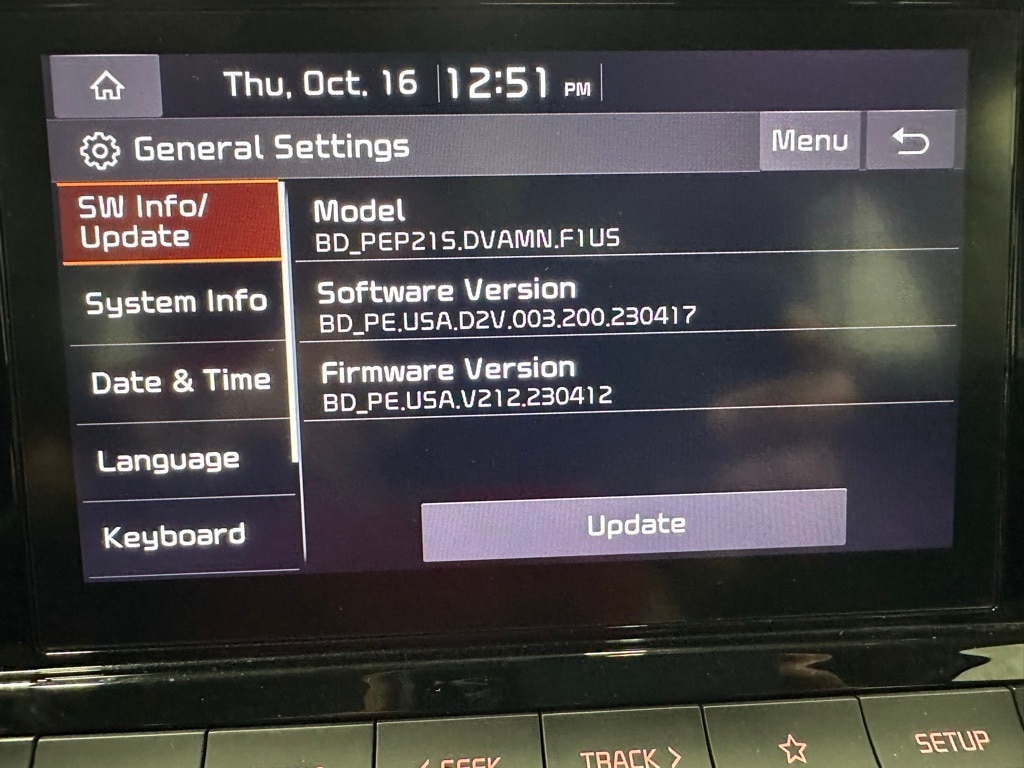 Thu, Oct. 16 12:51 PM
General Settings
Menu
SW Info/
Update
System Info
Date & Time
Language
Keyboard
Model
BD_PEP21S.DVAMN.F1US
Software Version
BD_PE.USA.D2V.003.200.230417
Firmware Version
BD_PE.USA.V212.230412
Update
< SEEK
TRACK >
SETUP